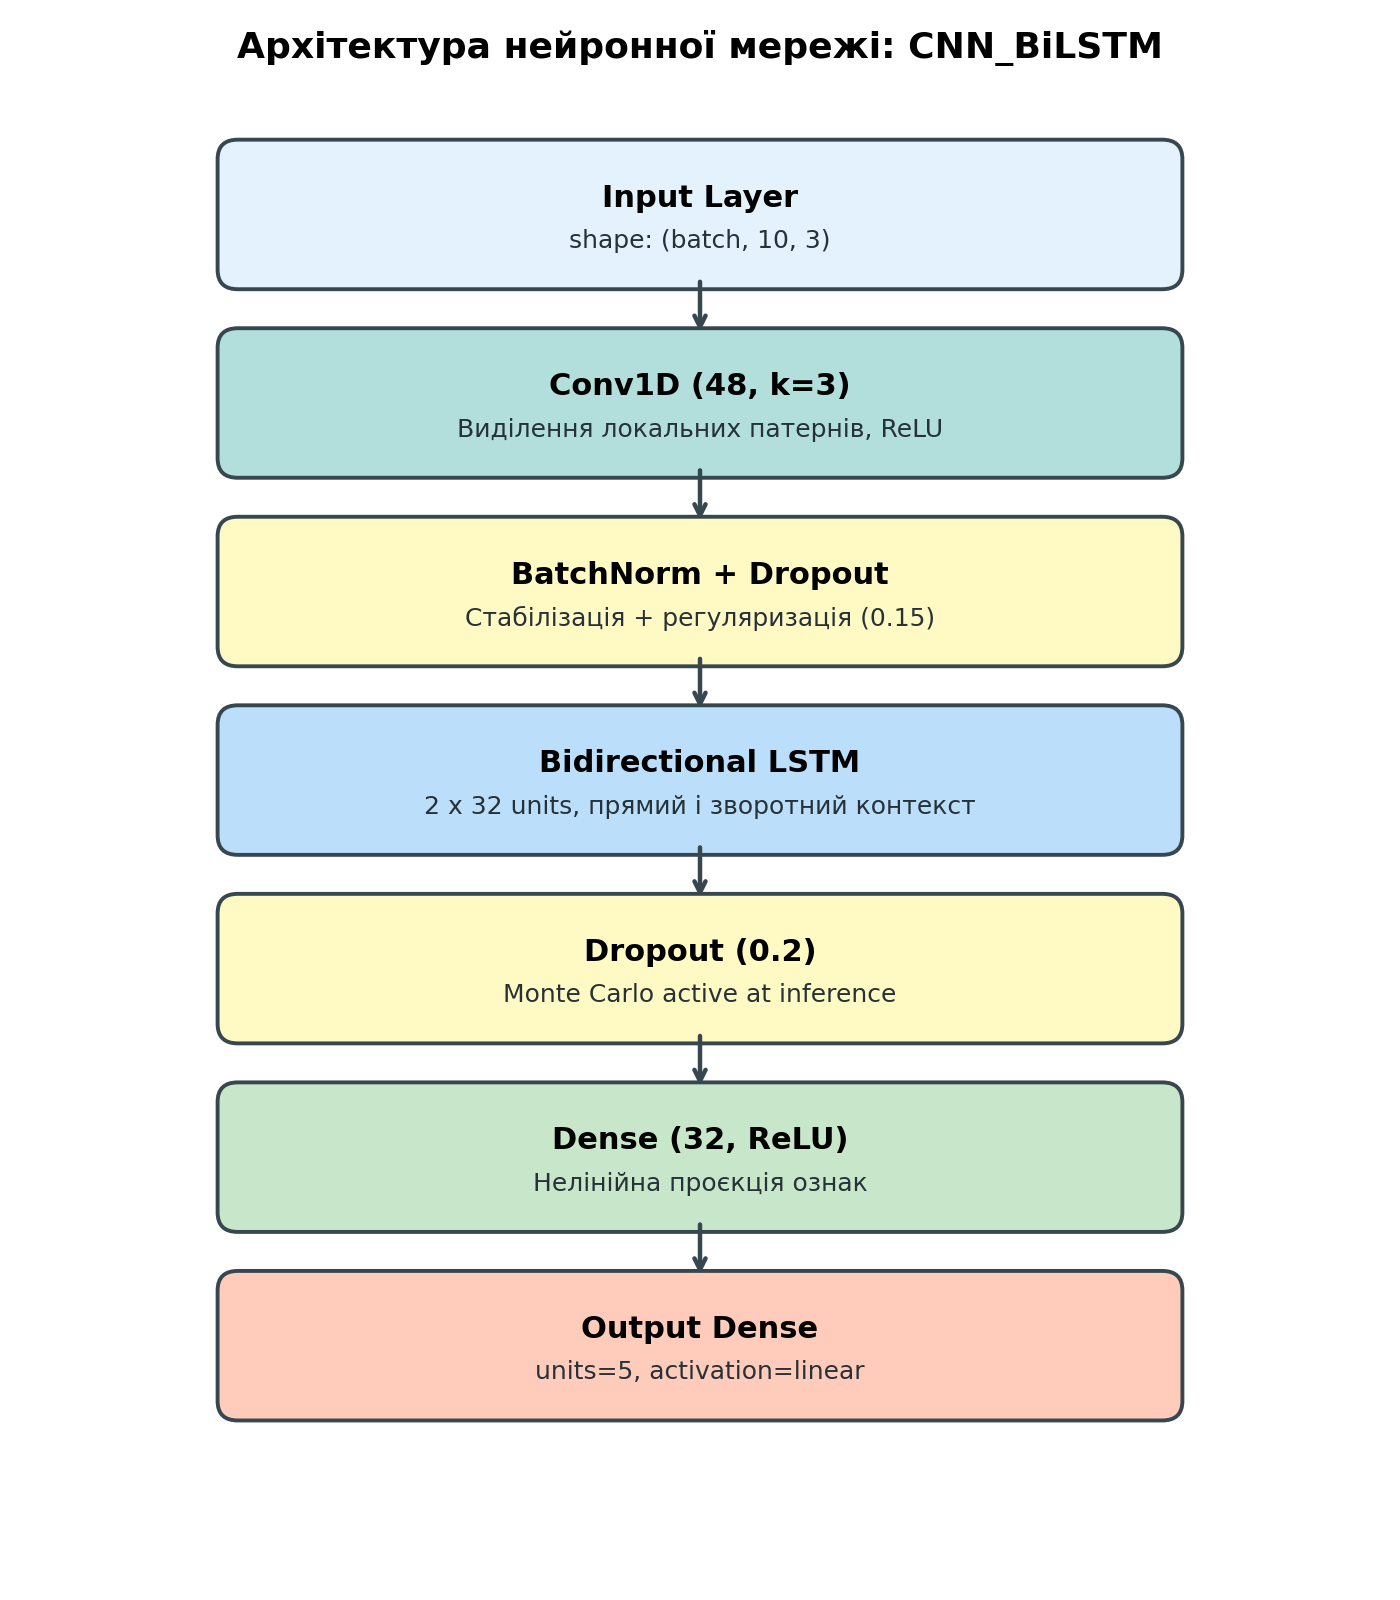 Архітектура нейронної мережі: CNN_BiLSTM
Input Layer
shape: (batch, 10, 3)
Conv1D (48, k=3)
Виділення локальних патернів, ReLU
BatchNorm + Dropout
Стабілізація + регуляризація (0.15)
Bidirectional LSTM
2 x 32 units, прямий і зворотний контекст
Dropout (0.2)
Monte Carlo active at inference
Dense (32, ReLU)
Нелінійна проєкція ознак
Output Dense
units=5, activation=linear